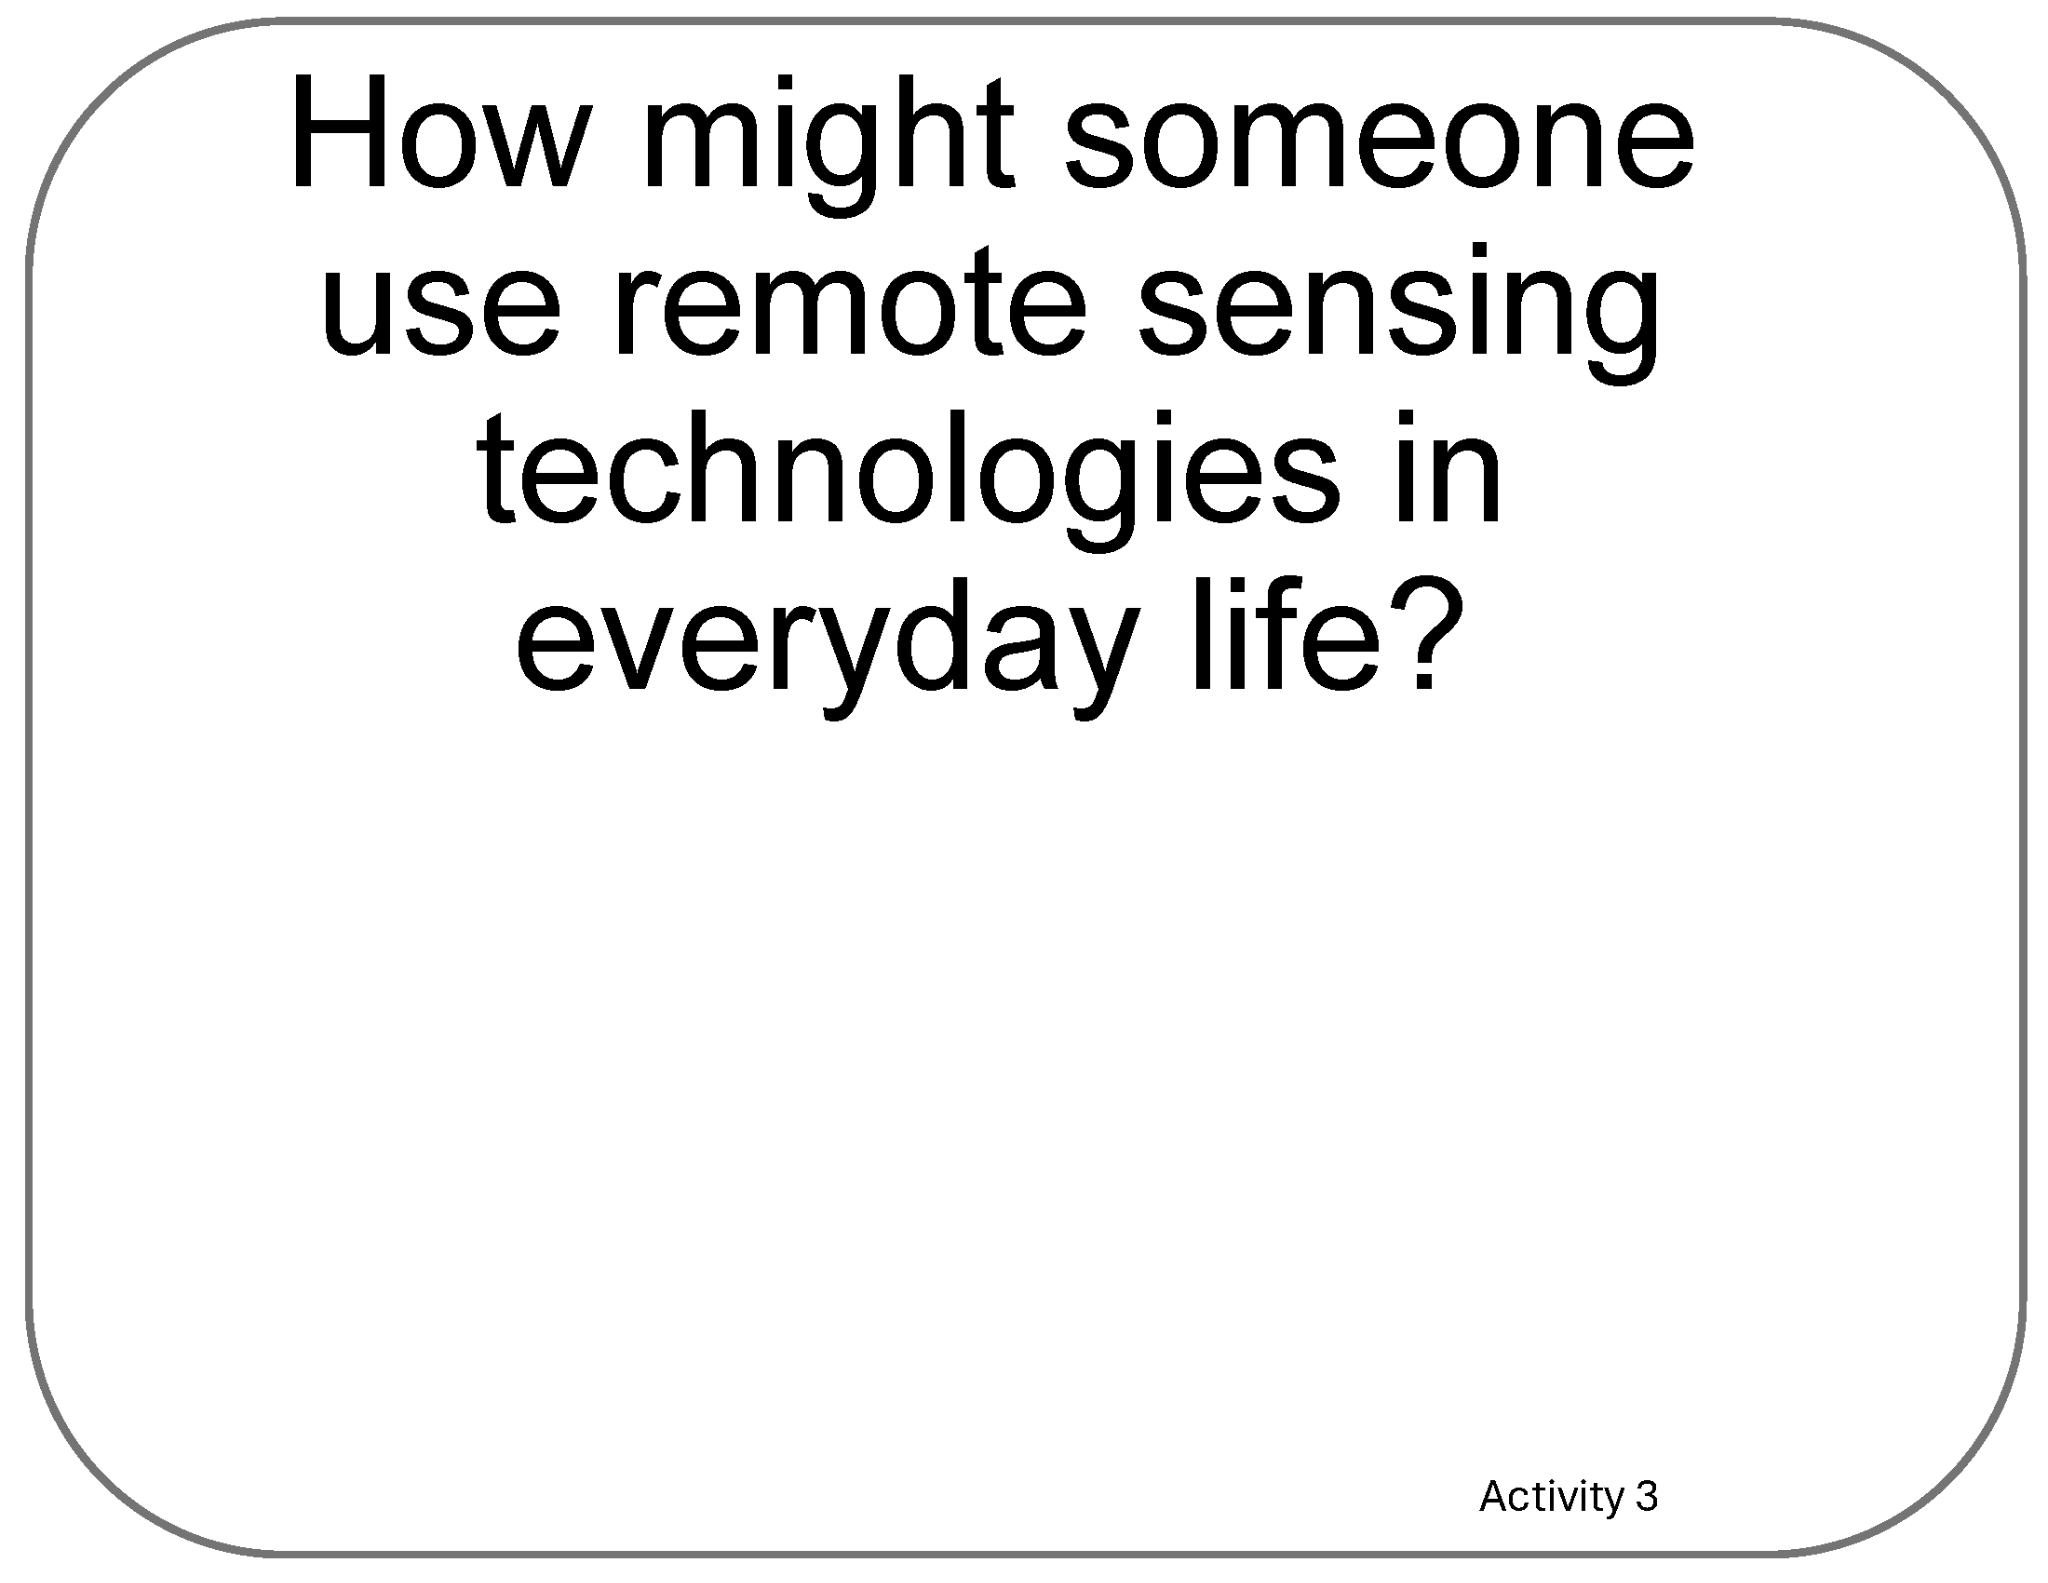 How might someone
use remote sensing
technologies in
everyday life?
Activity 3